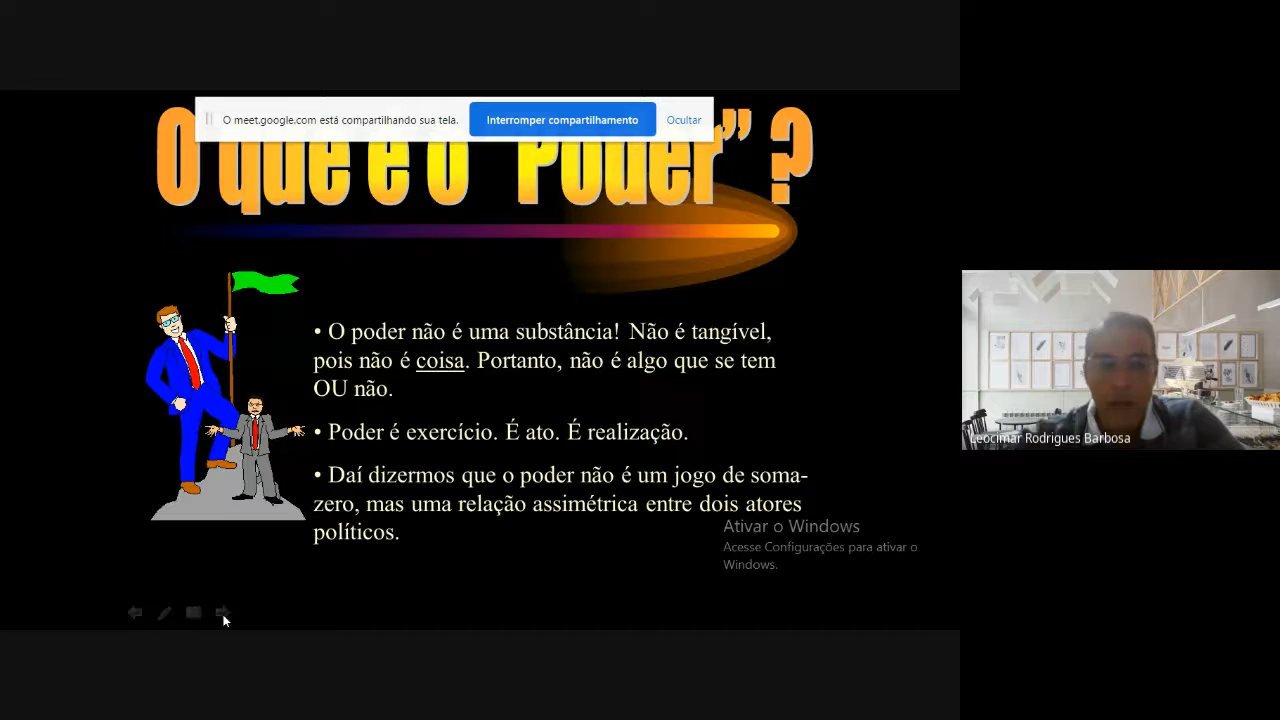 O meet.google.com está compartilhando sua tela. Interromper compartilhamento Ocultar
O que é o "Poder" ?
• O poder não é uma substância! Não é tangível,
pois não é coisa. Portanto, não é algo que se tem
OU não.
• Poder é exercício. É ato. É realização.
• Daí dizermos que o poder não é um jogo de soma-
zero, mas uma relação assimétrica entre dois atores
políticos.
Ativar o Windows
Acesse Configurações para ativar o
Windows.
Leocimar Rodrigues Barbosa